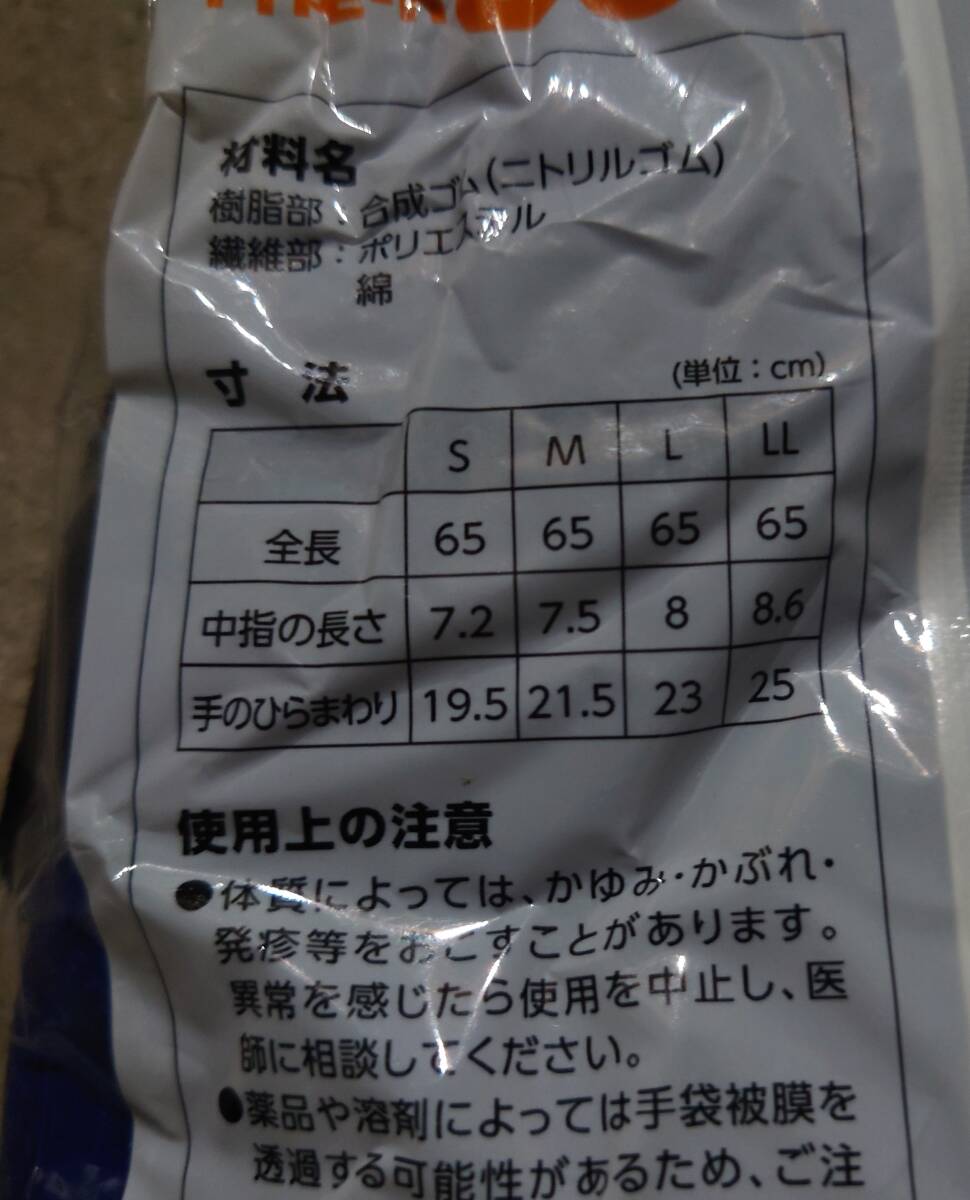 材料名
樹脂部：合成ゴム(ニトリルゴム)
繊維部：ポリエステル
綿
寸 法
(単位：cm)
S M L LL
全長 65 65 65 65
中指の長さ 7.2 7.5 8 8.6
手のひらまわり 19.5 21.5 23 25
使用上の注意
●体質によっては、かゆみ・かぶれ・
発疹等をおこすことがあります。
異常を感じたら使用を中止し、医
師に相談してください。
●薬品や溶剤によっては手袋被膜を
透過する可能性があるため、ご注